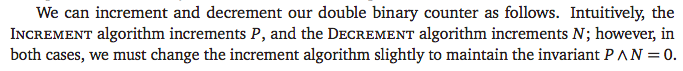 We can increment and decrement our double binary counter as follows. Intuitively, the
INCREMENT algorithm increments P, and the DECREMENT algorithm increments N; however, in
both cases, we must change the increment algorithm slightly to maintain the invariant P ∧ N = 0.